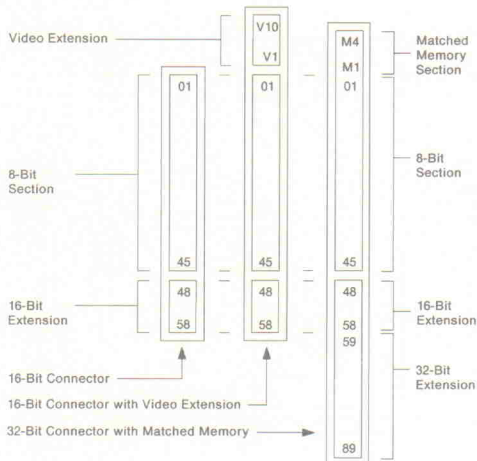 Video Extension
V10
V1
M4
M1
Matched
Memory
Section
01
01
01
8-Bit
Section
8-Bit
Section
45
45
45
48
48
48
16-Bit
Extension
58
58
58
16-Bit
Extension
59
16-Bit Connector
32-Bit
Extension
16-Bit Connector with Video Extension
32-Bit Connector with Matched Memory
89